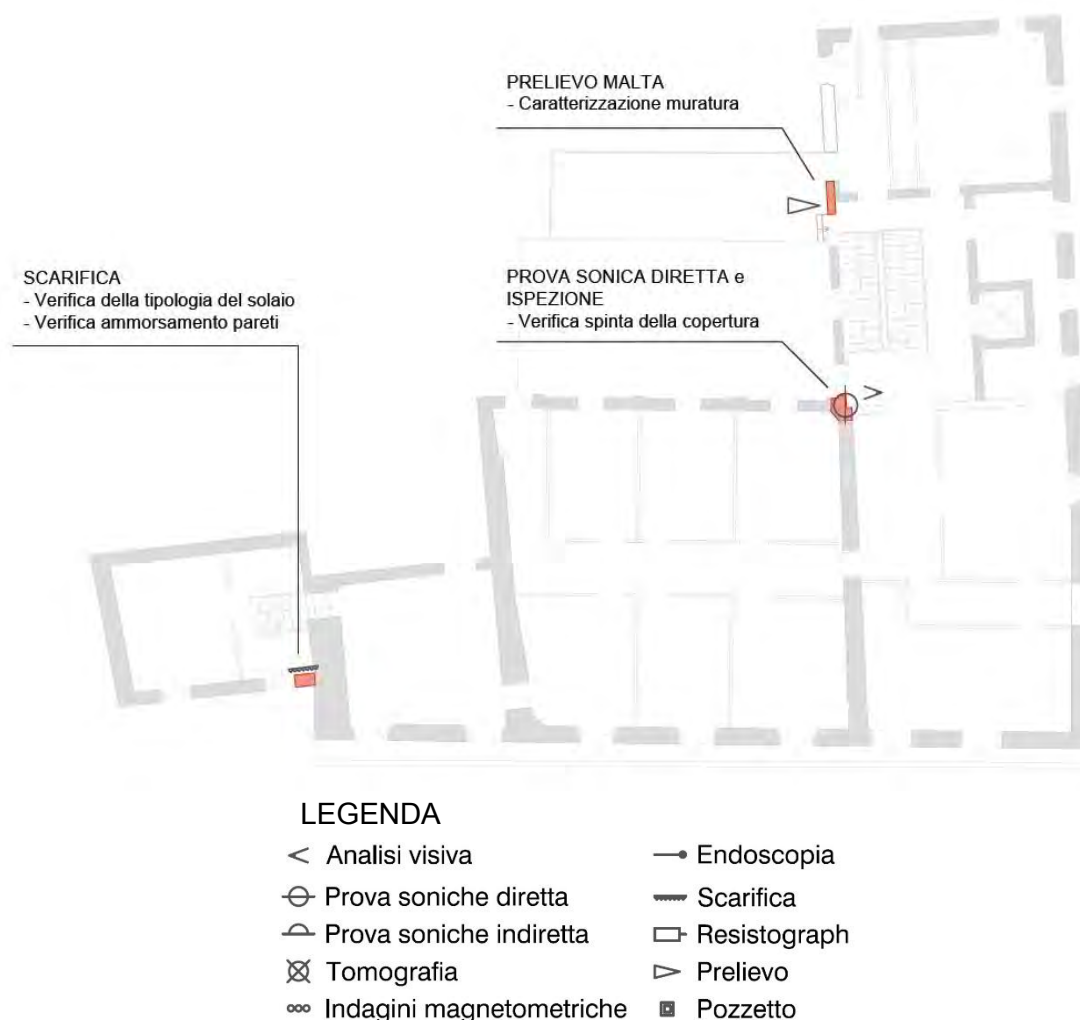 PRELIEVO MALTA
- Caratterizzazione muratura
SCARIFICA
- Verifica della tipologia del solaio
- Verifica ammorsamento pareti
PROVA SONICA DIRETTA e
ISPEZIONE
- Verifica spinta della copertura
LEGENDA
Analisi visiva
Prova soniche diretta
Prova soniche indiretta
Tomografia
Indagini magnetometriche
Endoscopia
Scarifica
Resistograph
Prelievo
Pozzetto